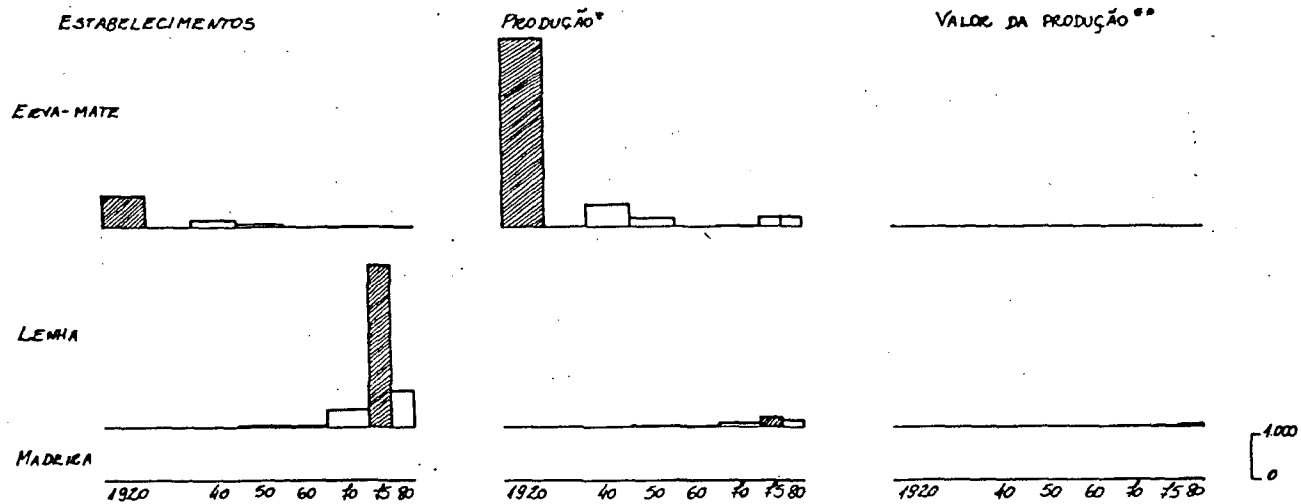 ESTABELECIMENTOS PRODUÇÃO* VALOR DA PRODUÇÃO**
ERVA-MATE
LENHA
1.000
MADEIRA 0
1920 40 50 60 70 75 80 1920 40 50 60 70 75 80 1920 40 50 60 70 75 80